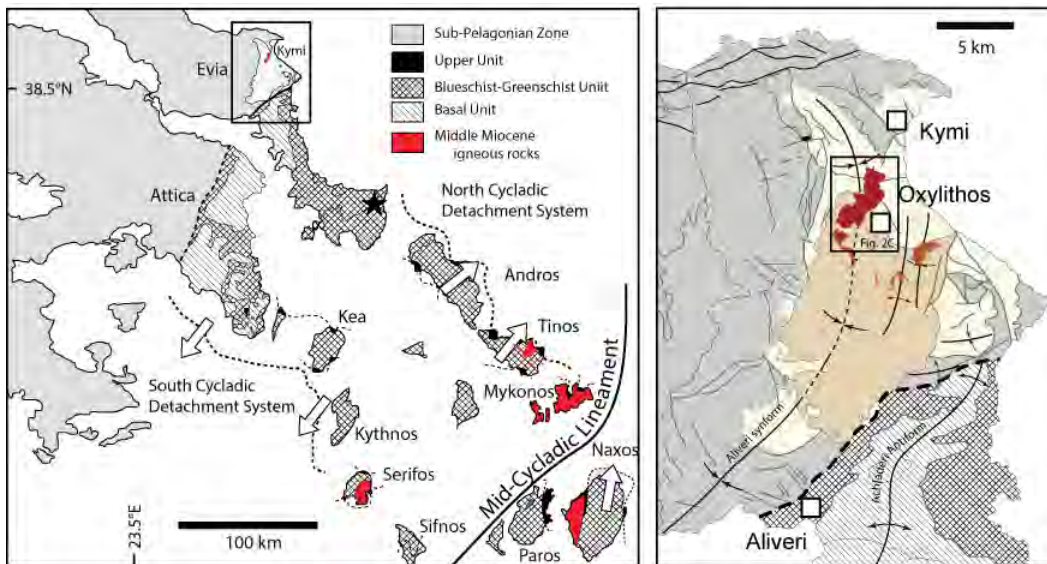 Sub-Pelagonian Zone
Upper Unit
Blueschist-Greenschist Uniit
Basal Unit
Middle Miocene
igneous rocks
Kymi
Evia
38.5°N
Attica
North Cycladic
Detachment System
Andros
Kea
Tinos
South Cycladic
Detachment System
Mykonos
Kythnos
Mid-Cycladic Lineament
Naxos
Serifos
Sifnos
Paros
23.5°E
100 km
5 km
Kymi
Oxylithos
Fig. 2C
Aliveri synform
Achladeri Antiform
Aliveri